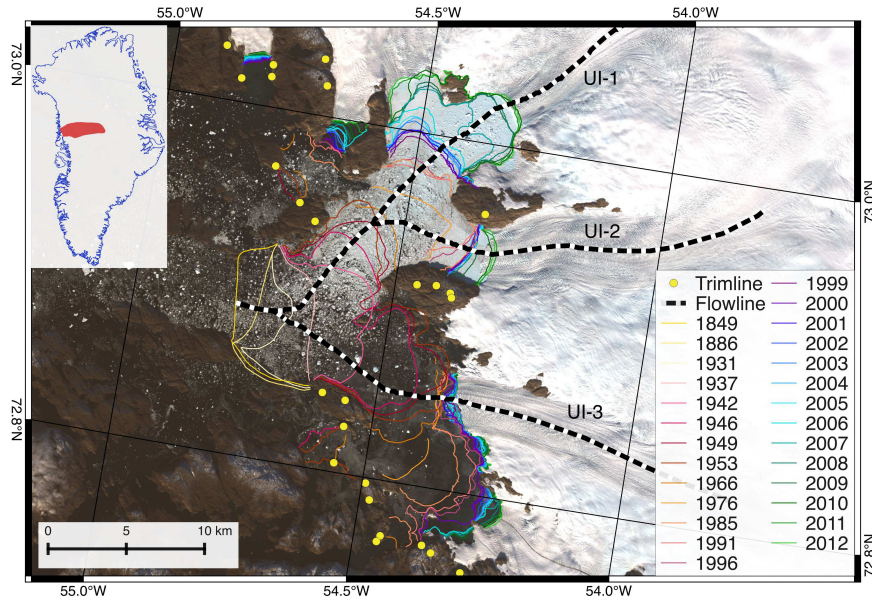 55.0°W 54.5°W 54.0°W
73.0°N
UI-1
73.0°N
UI-2
Trimline
Flowline
1849
1886
1931
1937
1942
1946
1949
1953
1966
1976
1985
1991
1996
1999
2000
2001
2002
2003
2004
2005
2006
2007
2008
2009
2010
2011
2012
UI-3
72.8°N
0 5 10 km
72.8°N
55.0°W 54.5°W 54.0°W